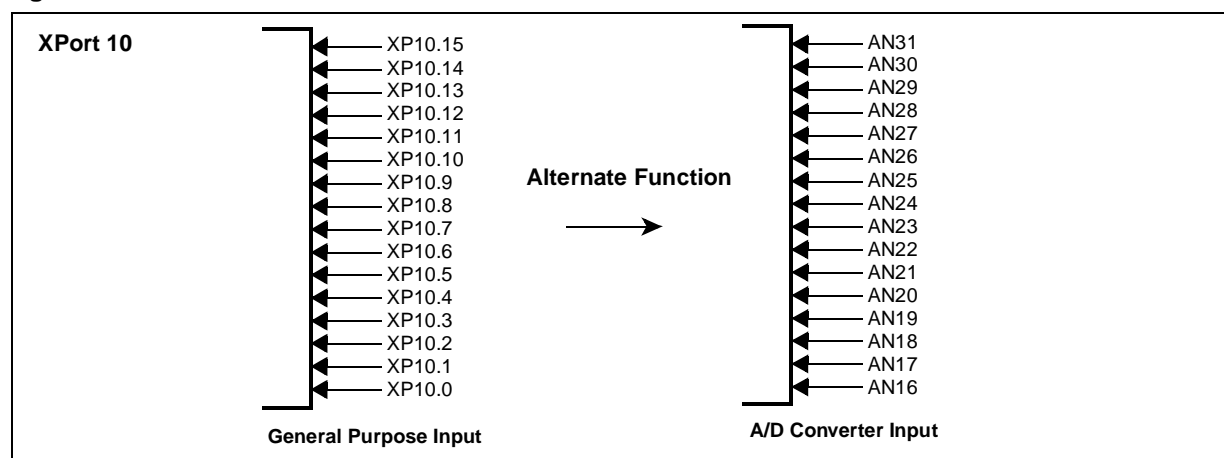 XPort 10
XP10.15
XP10.14
XP10.13
XP10.12
XP10.11
XP10.10
XP10.9
XP10.8
XP10.7
XP10.6
XP10.5
XP10.4
XP10.3
XP10.2
XP10.1
XP10.0
General Purpose Input
Alternate Function
AN31
AN30
AN29
AN28
AN27
AN26
AN25
AN24
AN23
AN22
AN21
AN20
AN19
AN18
AN17
AN16
A/D Converter Input